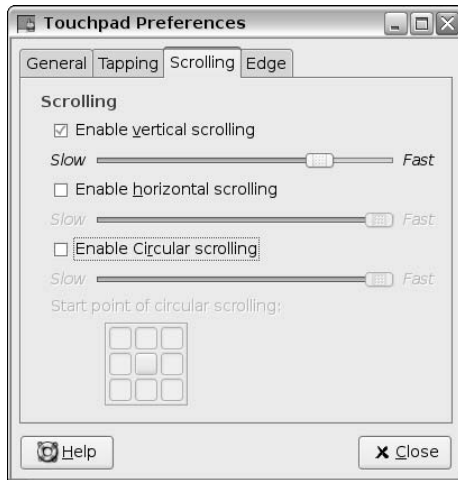 Touchpad Preferences
General Tapping Scrolling Edge
Scrolling
Enable vertical scrolling
Slow Fast
Enable horizontal scrolling
Slow Fast
Enable Circular scrolling
Slow Fast
Start point of circular scrolling:
Help Close